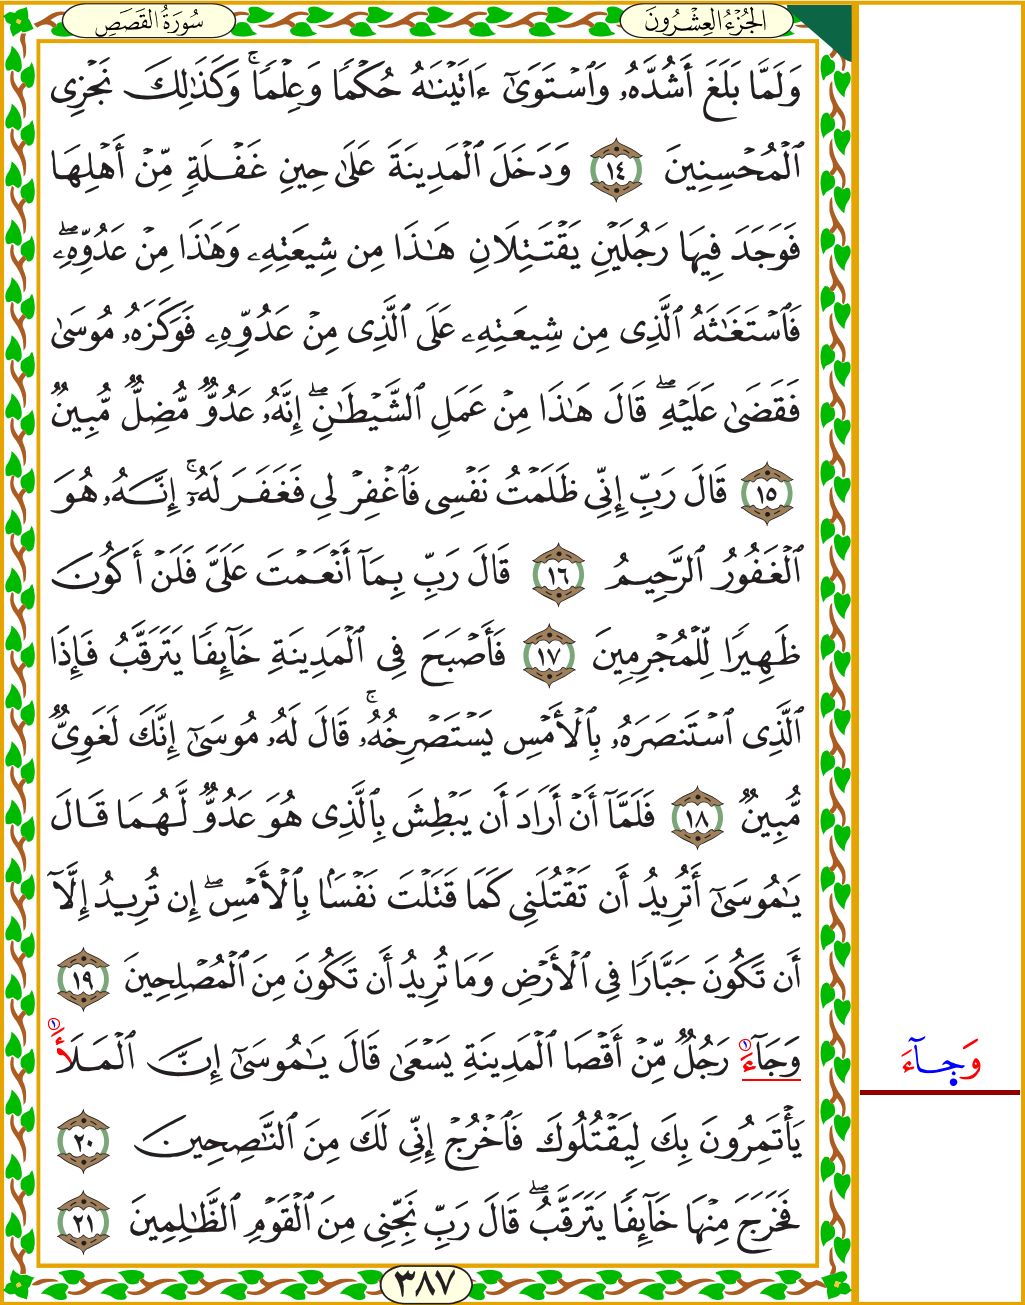 الجُزْءُ العِشْرُونَ
سُورَةُ القَصَصِ
وَلَمَّا بَلَغَ أَشُدَّهُۥ وَٱسْتَوَىٰٓ ءَاتَيْنَٰهُ حُكْمًا وَعِلْمًاۚ وَكَذَٰلِكَ نَجْزِى
ٱلْمُحْسِنِينَ ١٤ وَدَخَلَ ٱلْمَدِينَةَ عَلَىٰ حِينِ غَفْلَةٍ مِّنْ أَهْلِهَا
فَوَجَدَ فِيهَا رَجُلَيْنِ يَقْتَتِلَانِ هَٰذَا مِن شِيعَتِهِۦ وَهَٰذَا مِنْ عَدُوِّهِۦۖ
فَٱسْتَغَٰثَهُ ٱلَّذِى مِن شِيعَتِهِۦ عَلَى ٱلَّذِى مِنْ عَدُوِّهِۦ فَوَكَزَهُۥ مُوسَىٰ
فَقَضَىٰ عَلَيْهِۖ قَالَ هَٰذَا مِنْ عَمَلِ ٱلشَّيْطَٰنِۖ إِنَّهُۥ عَدُوٌّ مُّضِلٌّ مُّبِينٌ
١٥ قَالَ رَبِّ إِنِّى ظَلَمْتُ نَفْسِى فَٱغْفِرْ لِى فَغَفَرَ لَهُۥٓۚ إِنَّهُۥ هُوَ
ٱلْغَفُورُ ٱلرَّحِيمُ ١٦ قَالَ رَبِّ بِمَآ أَنْعَمْتَ عَلَىَّ فَلَنْ أَكُونَ
ظَهِيرًا لِّلْمُجْرِمِينَ ١٧ فَأَصْبَحَ فِى ٱلْمَدِينَةِ خَآئِفًا يَتَرَقَّبُ فَإِذَا
ٱلَّذِى ٱسْتَنصَرَهُۥ بِٱلْأَمْسِ يَسْتَصْرِخُهُۥۚ قَالَ لَهُۥ مُوسَىٰٓ إِنَّكَ لَغَوِىٌّ
مُّبِينٌ ١٨ فَلَمَّآ أَنْ أَرَادَ أَن يَبْطِشَ بِٱلَّذِى هُوَ عَدُوٌّ لَّهُمَا قَالَ
يَٰمُوسَىٰٓ أَتُرِيدُ أَن تَقْتُلَنِى كَمَا قَتَلْتَ نَفْسًۢا بِٱلْأَمْسِۖ إِن تُرِيدُ إِلَّآ
أَن تَكُونَ جَبَّارًا فِى ٱلْأَرْضِ وَمَا تُرِيدُ أَن تَكُونَ مِنَ ٱلْمُصْلِحِينَ ١٩
وَجَآءَ ١ رَجُلٌ مِّنْ أَقْصَا ٱلْمَدِينَةِ يَسْعَىٰ قَالَ يَٰمُوسَىٰٓ إِنَّ ٱلْمَلَأَ ١
يَأْتَمِرُونَ بِكَ لِيَقْتُلُوكَ فَٱخْرُجْ إِنِّى لَكَ مِنَ ٱلنَّٰصِحِينَ ٢٠
فَخَرَجَ مِنْهَا خَآئِفًا يَتَرَقَّبُۖ قَالَ رَبِّ نَجِّنِى مِنَ ٱلْقَوْمِ ٱلظَّٰلِمِينَ ٢١
٣٨٧
وَجآءَ